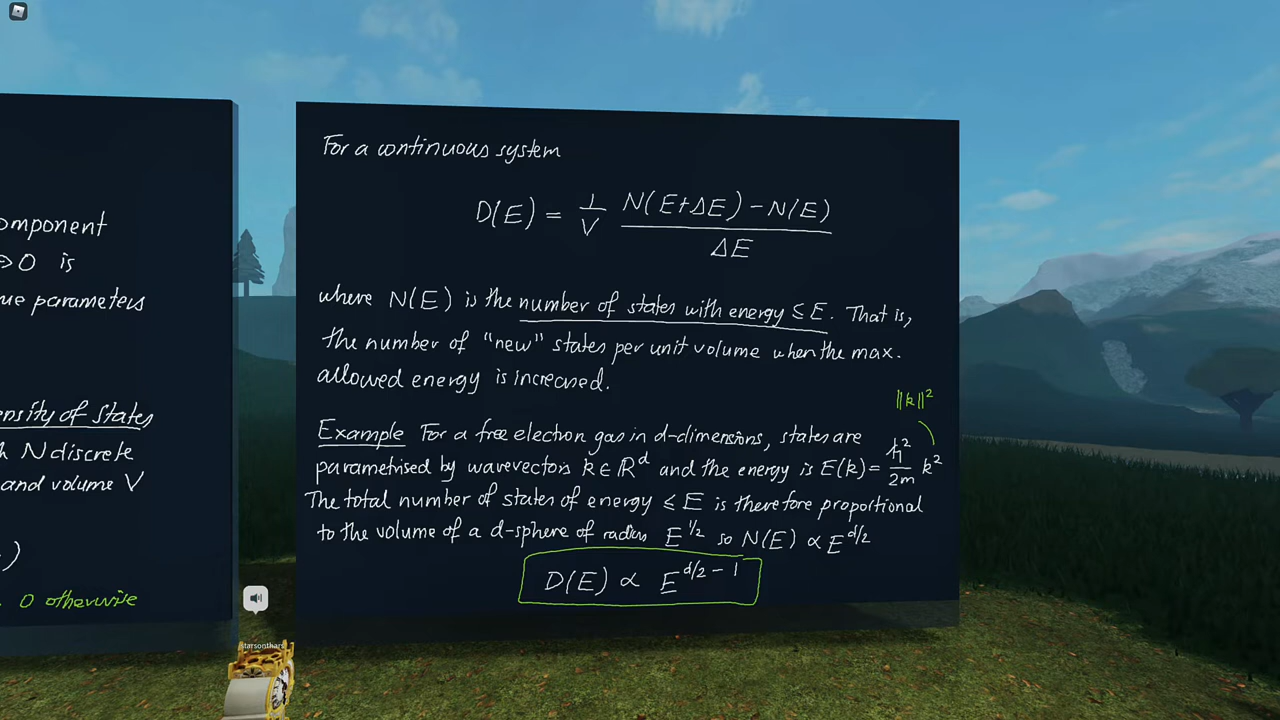 omponent
→0 is
ue parameters
ensity of States
h N discrete
and volume V
)
0 otherwise
For a continuous system
D(E) = 1/V (N(E+ΔE) - N(E))/ΔE
where N(E) is the number of states with energy ≤ E. That is,
the number of "new" states per unit volume when the max.
allowed energy is increased.
||k||²
Example For a free electron gas in d-dimensions, states are
parametrised by wavevectors k ∈ ℝᵈ and the energy is E(k) = ħ²/2m k²
The total number of states of energy ≤ E is therefore proportional
to the volume of a d-sphere of radius E^1/2 so N(E) ∝ E^d/2
D(E) ∝ E^d/2 - 1
starsonthars